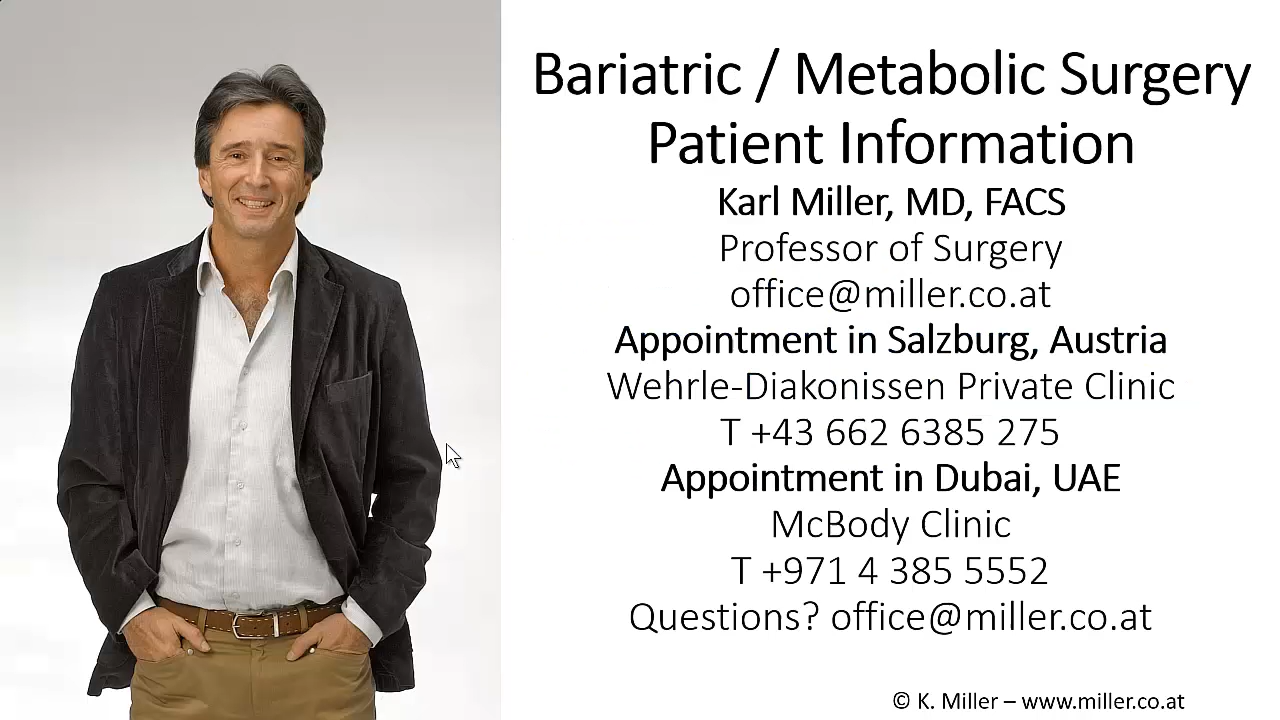 Bariatric / Metabolic Surgery
Patient Information
Karl Miller, MD, FACS
Professor of Surgery
office@miller.co.at
Appointment in Salzburg, Austria
Wehrle-Diakonissen Private Clinic
T +43 662 6385 275
Appointment in Dubai, UAE
McBody Clinic
T +971 4 385 5552
Questions? office@miller.co.at
© K. Miller – www.miller.co.at